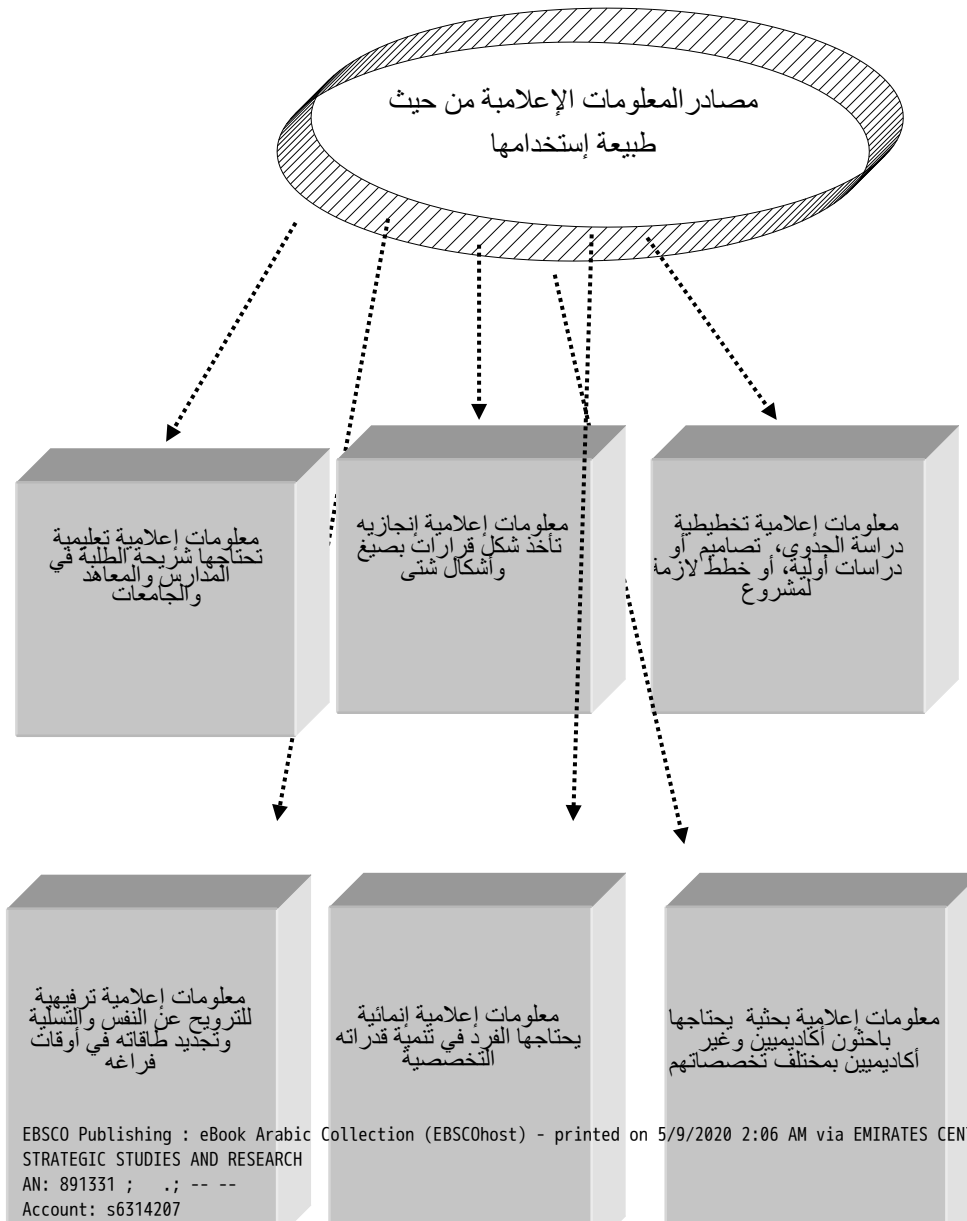 مصادر المعلومات الإعلامبة من حيث
طبيعة إستخدامها
معلومات إعلامية تخطيطية
دراسة الجدوى، تصاميم أو
دراسات أولية، أو خطط لازمة
لمشروع
معلومات إعلامية إنجازيه
تأخذ شكل قرارات بصيغ
وأشكال شتى
معلومات إعلامية تعليمية
تحتاجها شريحة الطلبة في
المدارس والمعاهد
والجامعات
معلومات إعلامية بحثية يحتاجها
باحثون أكاديميين وغير
أكاديميين بمختلف تخصصاتهم
معلومات إعلامية إنمائية
يحتاجها الفرد في تنمية قدراته
التخصصية
معلومات إعلامية ترفيهية
للترويح عن النفس والتسلية
وتجديد طاقاته في أوقات
فراغه
EBSCO Publishing : eBook Arabic Collection (EBSCOhost) - printed on 5/9/2020 2:06 AM via EMIRATES CEN
STRATEGIC STUDIES AND RESEARCH
AN: 891331 ; .; -- --
Account: s6314207